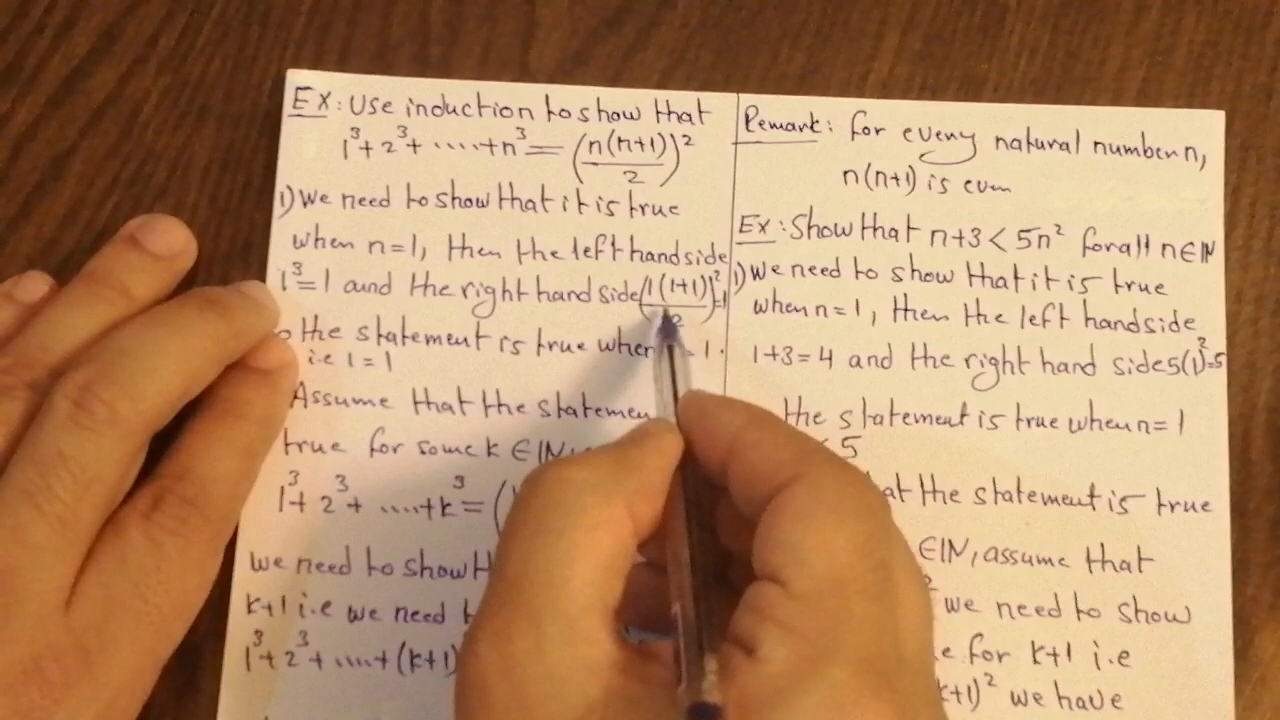 Ex: Use induction to show that
1³+2³+.....+n³=(n(n+1)/2)²
1) We need to show that it is true
when n=1, then the left hand side
1³=1 and the right hand side (1(1+1)/2)²=1
the statement is true when =1.
i.e 1=1
Assume that the statemen
true for some k ∈ IN,
1³+2³+.....+k³=(
we need to show
k+1 i.e we need
1³+2³+.....+(k+1)
Remark: for every natural number n,
n(n+1) is even
Ex: Show that n+3<5n² for all n∈IN
1) We need to show that it is true
when n=1, then the left hand side
1+3=4 and the right hand side 5(1)²=5
the statement is true when n=1
< 5
at the statement is true
∈IN, assume that
² we need to show
e for k+1 i.e
k+1)² we have